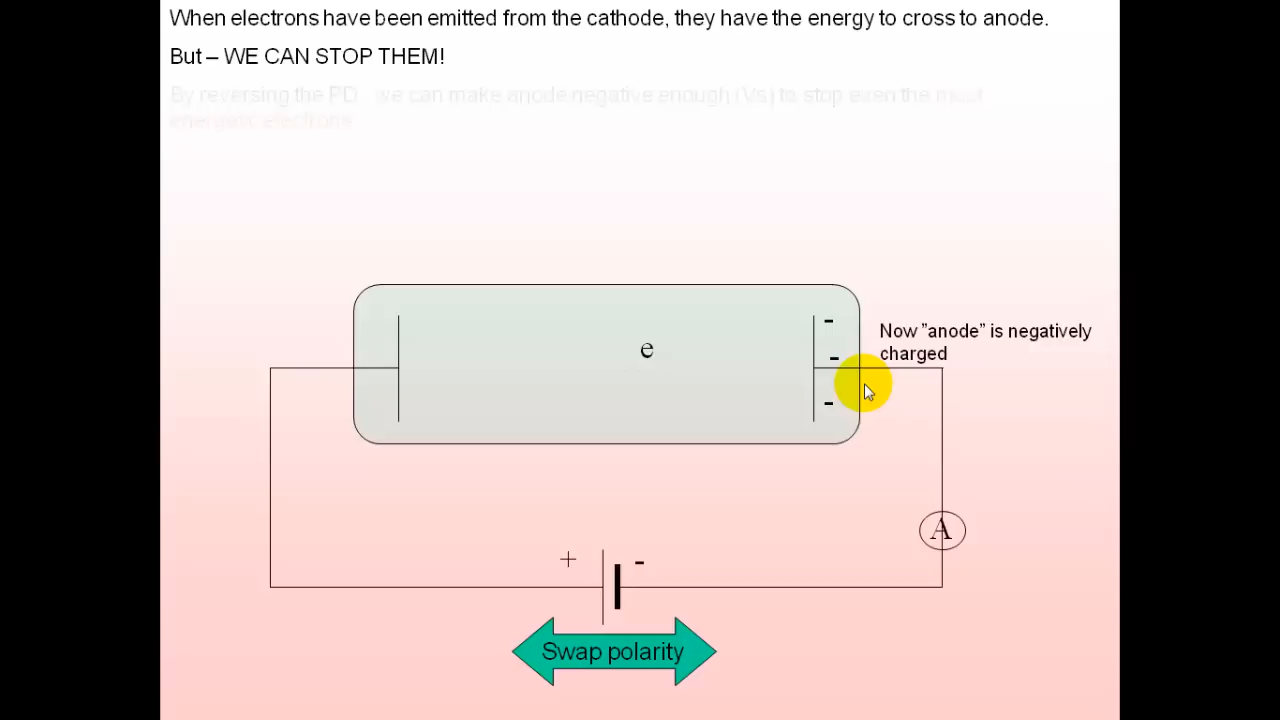 When electrons have been emitted from the cathode, they have the energy to cross to anode.
But – WE CAN STOP THEM!
By reversing the PD, we can make anode negative enough (Vs) to stop even the most
energetic electrons
-
e
Now ”anode” is negatively
-
charged
-
A
+ -
Swap polarity